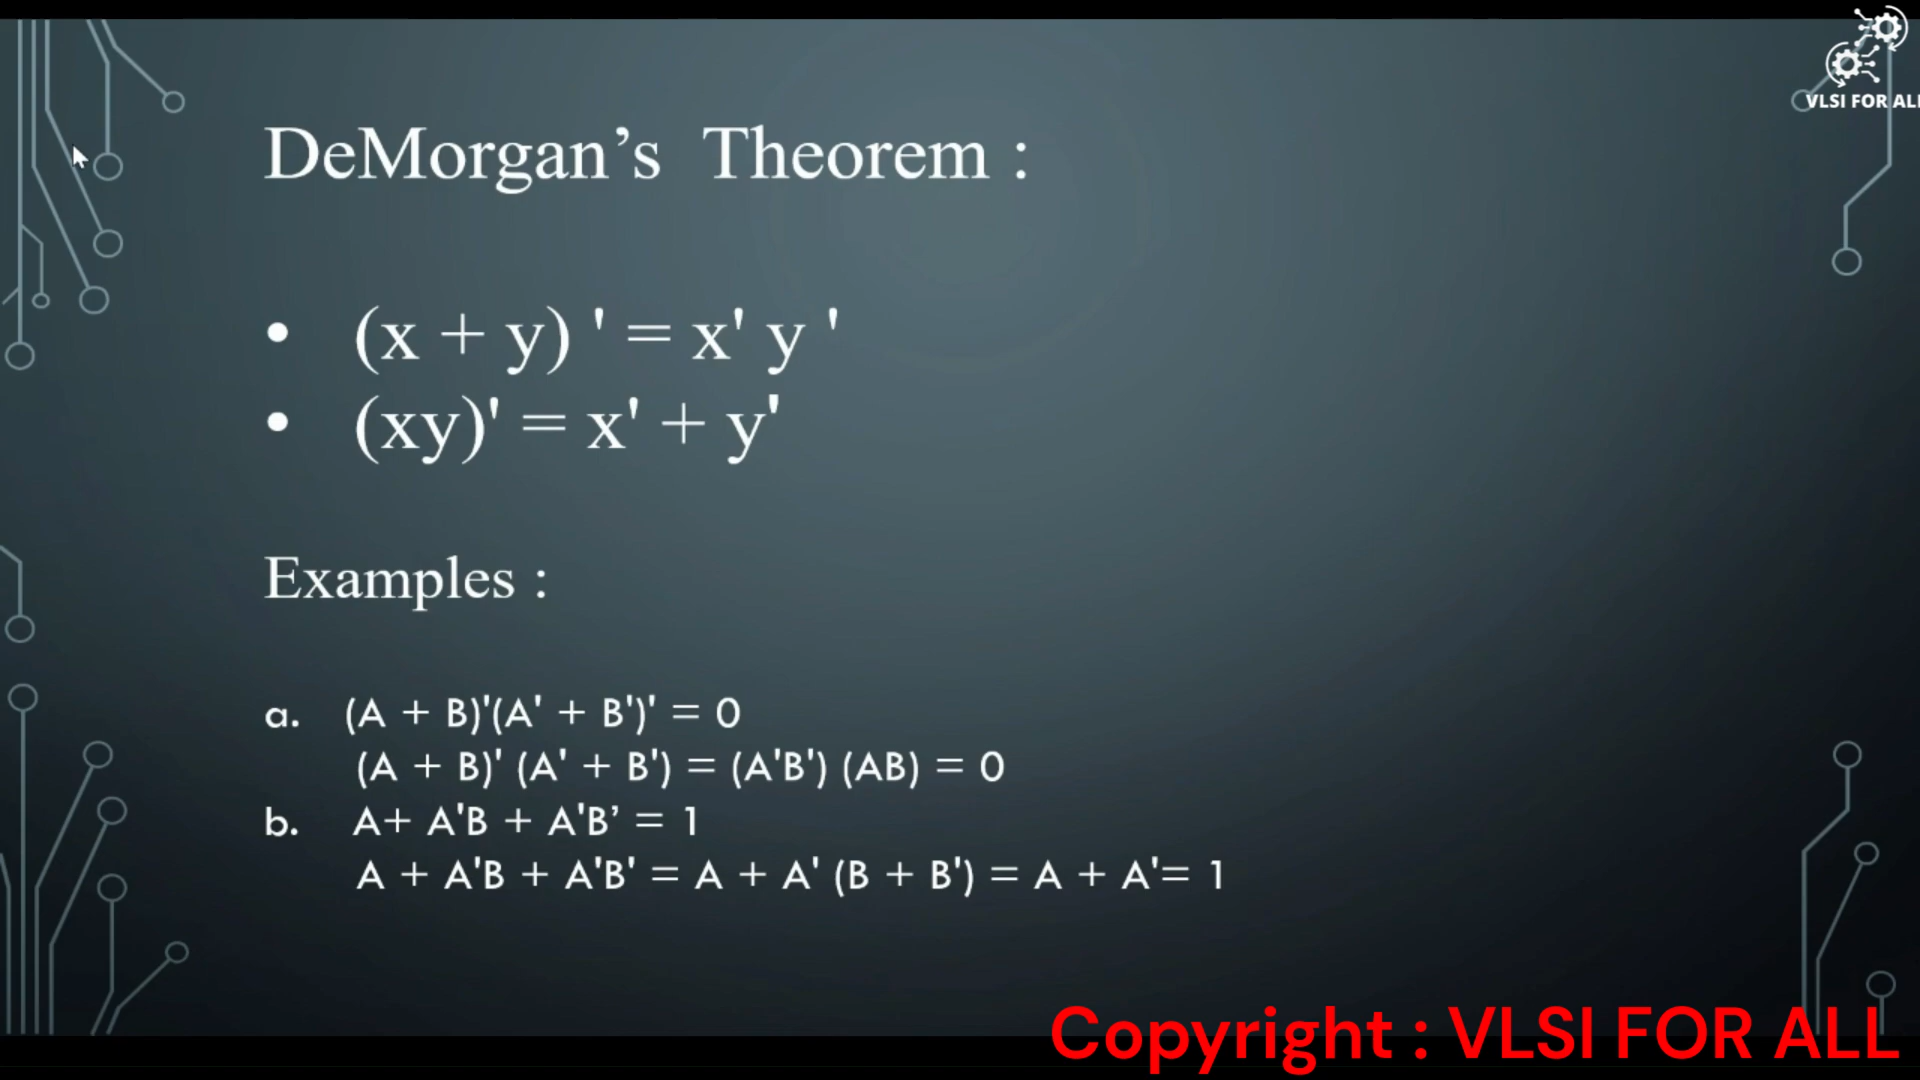 VLSI FOR ALL
DeMorgan’s Theorem :
• (x + y) ' = x' y '
• (xy)' = x' + y'
Examples :
a. (A + B)'(A' + B')' = 0
(A + B)' (A' + B') = (A'B') (AB) = 0
b. A+ A'B + A'B’ = 1
A + A'B + A'B' = A + A' (B + B') = A + A'= 1
Copyright : VLSI FOR ALL